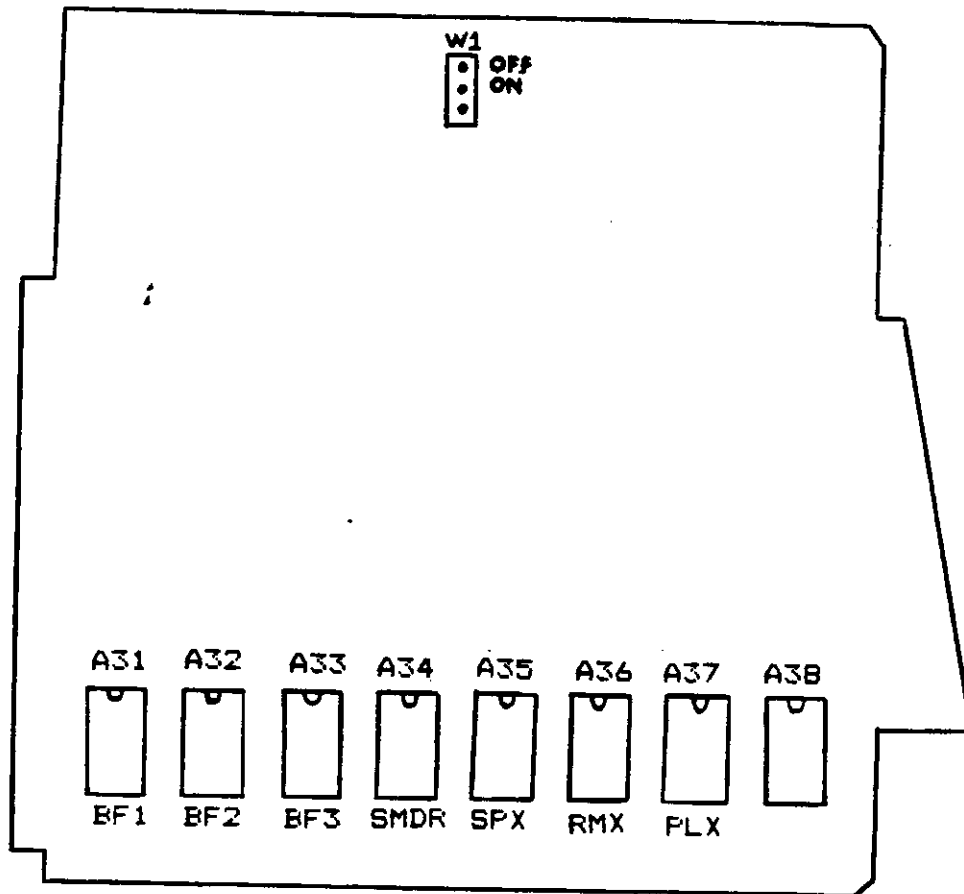 W1
OFF
ON
A31 A32 A33 A34 A35 A36 A37 A38
BF1 BF2 BF3 SMDR SPX RMX PLX